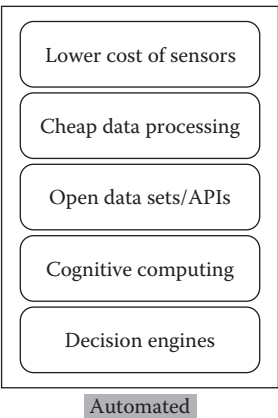 Lower cost of sensors
Cheap data processing
Open data sets/APIs
Cognitive computing
Decision engines
Automated